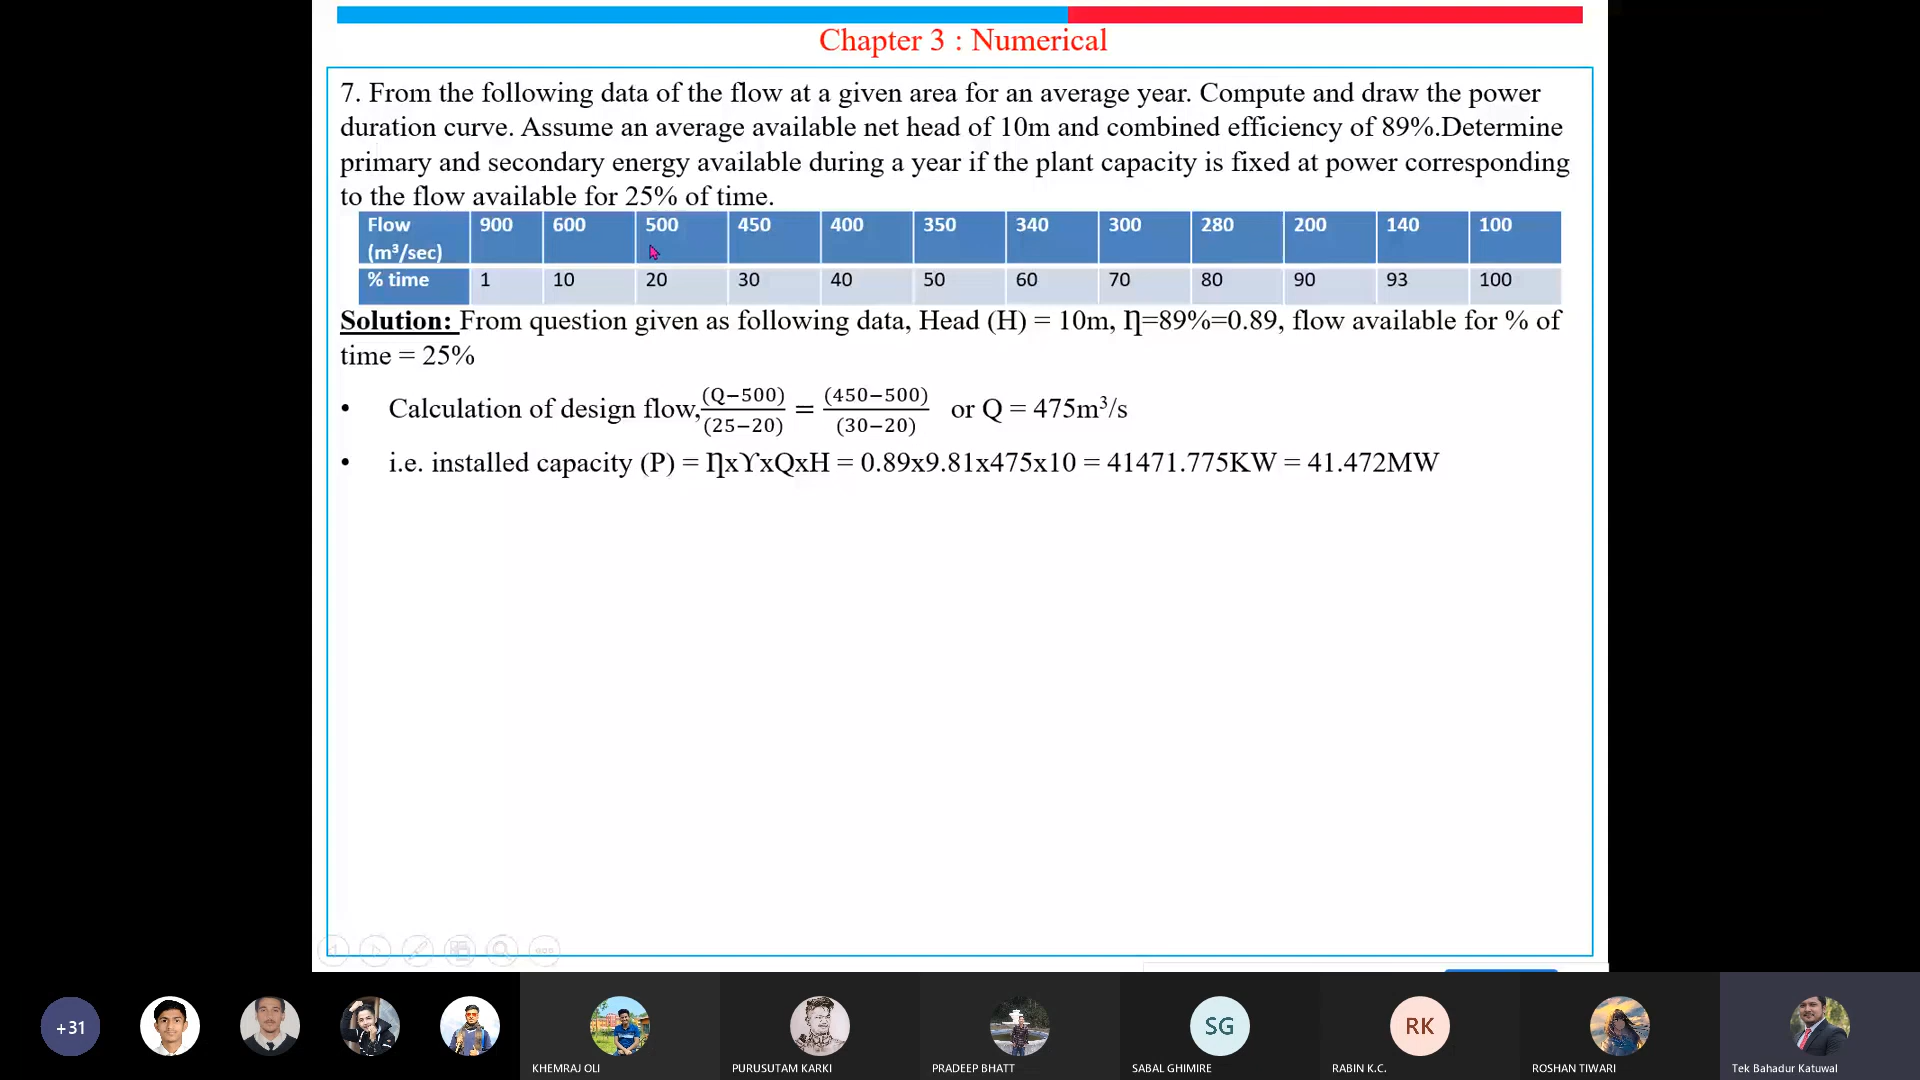 Chapter 3 : Numerical
7. From the following data of the flow at a given area for an average year. Compute and draw the power
duration curve. Assume an average available net head of 10m and combined efficiency of 89%.Determine
primary and secondary energy available during a year if the plant capacity is fixed at power corresponding
to the flow available for 25% of time.
Flow (m³/sec) 900 600 500 450 400 350 340 300 280 200 140 100
% time 1 10 20 30 40 50 60 70 80 90 93 100
Solution: From question given as following data, Head (H) = 10m, Ƞ=89%=0.89, flow available for % of
time = 25%
• Calculation of design flow, (Q−500)/(25−20) = (450−500)/(30−20) or Q = 475m³/s
• i.e. installed capacity (P) = ȠxϒxQxH = 0.89x9.81x475x10 = 41471.775KW = 41.472MW
+31
SG
RK
KHEMRAJ OLI
PURUSUTAM KARKI
PRADEEP BHATT
SABAL GHIMIRE
RABIN K.C.
ROSHAN TIWARI
Tek Bahadur Katuwal